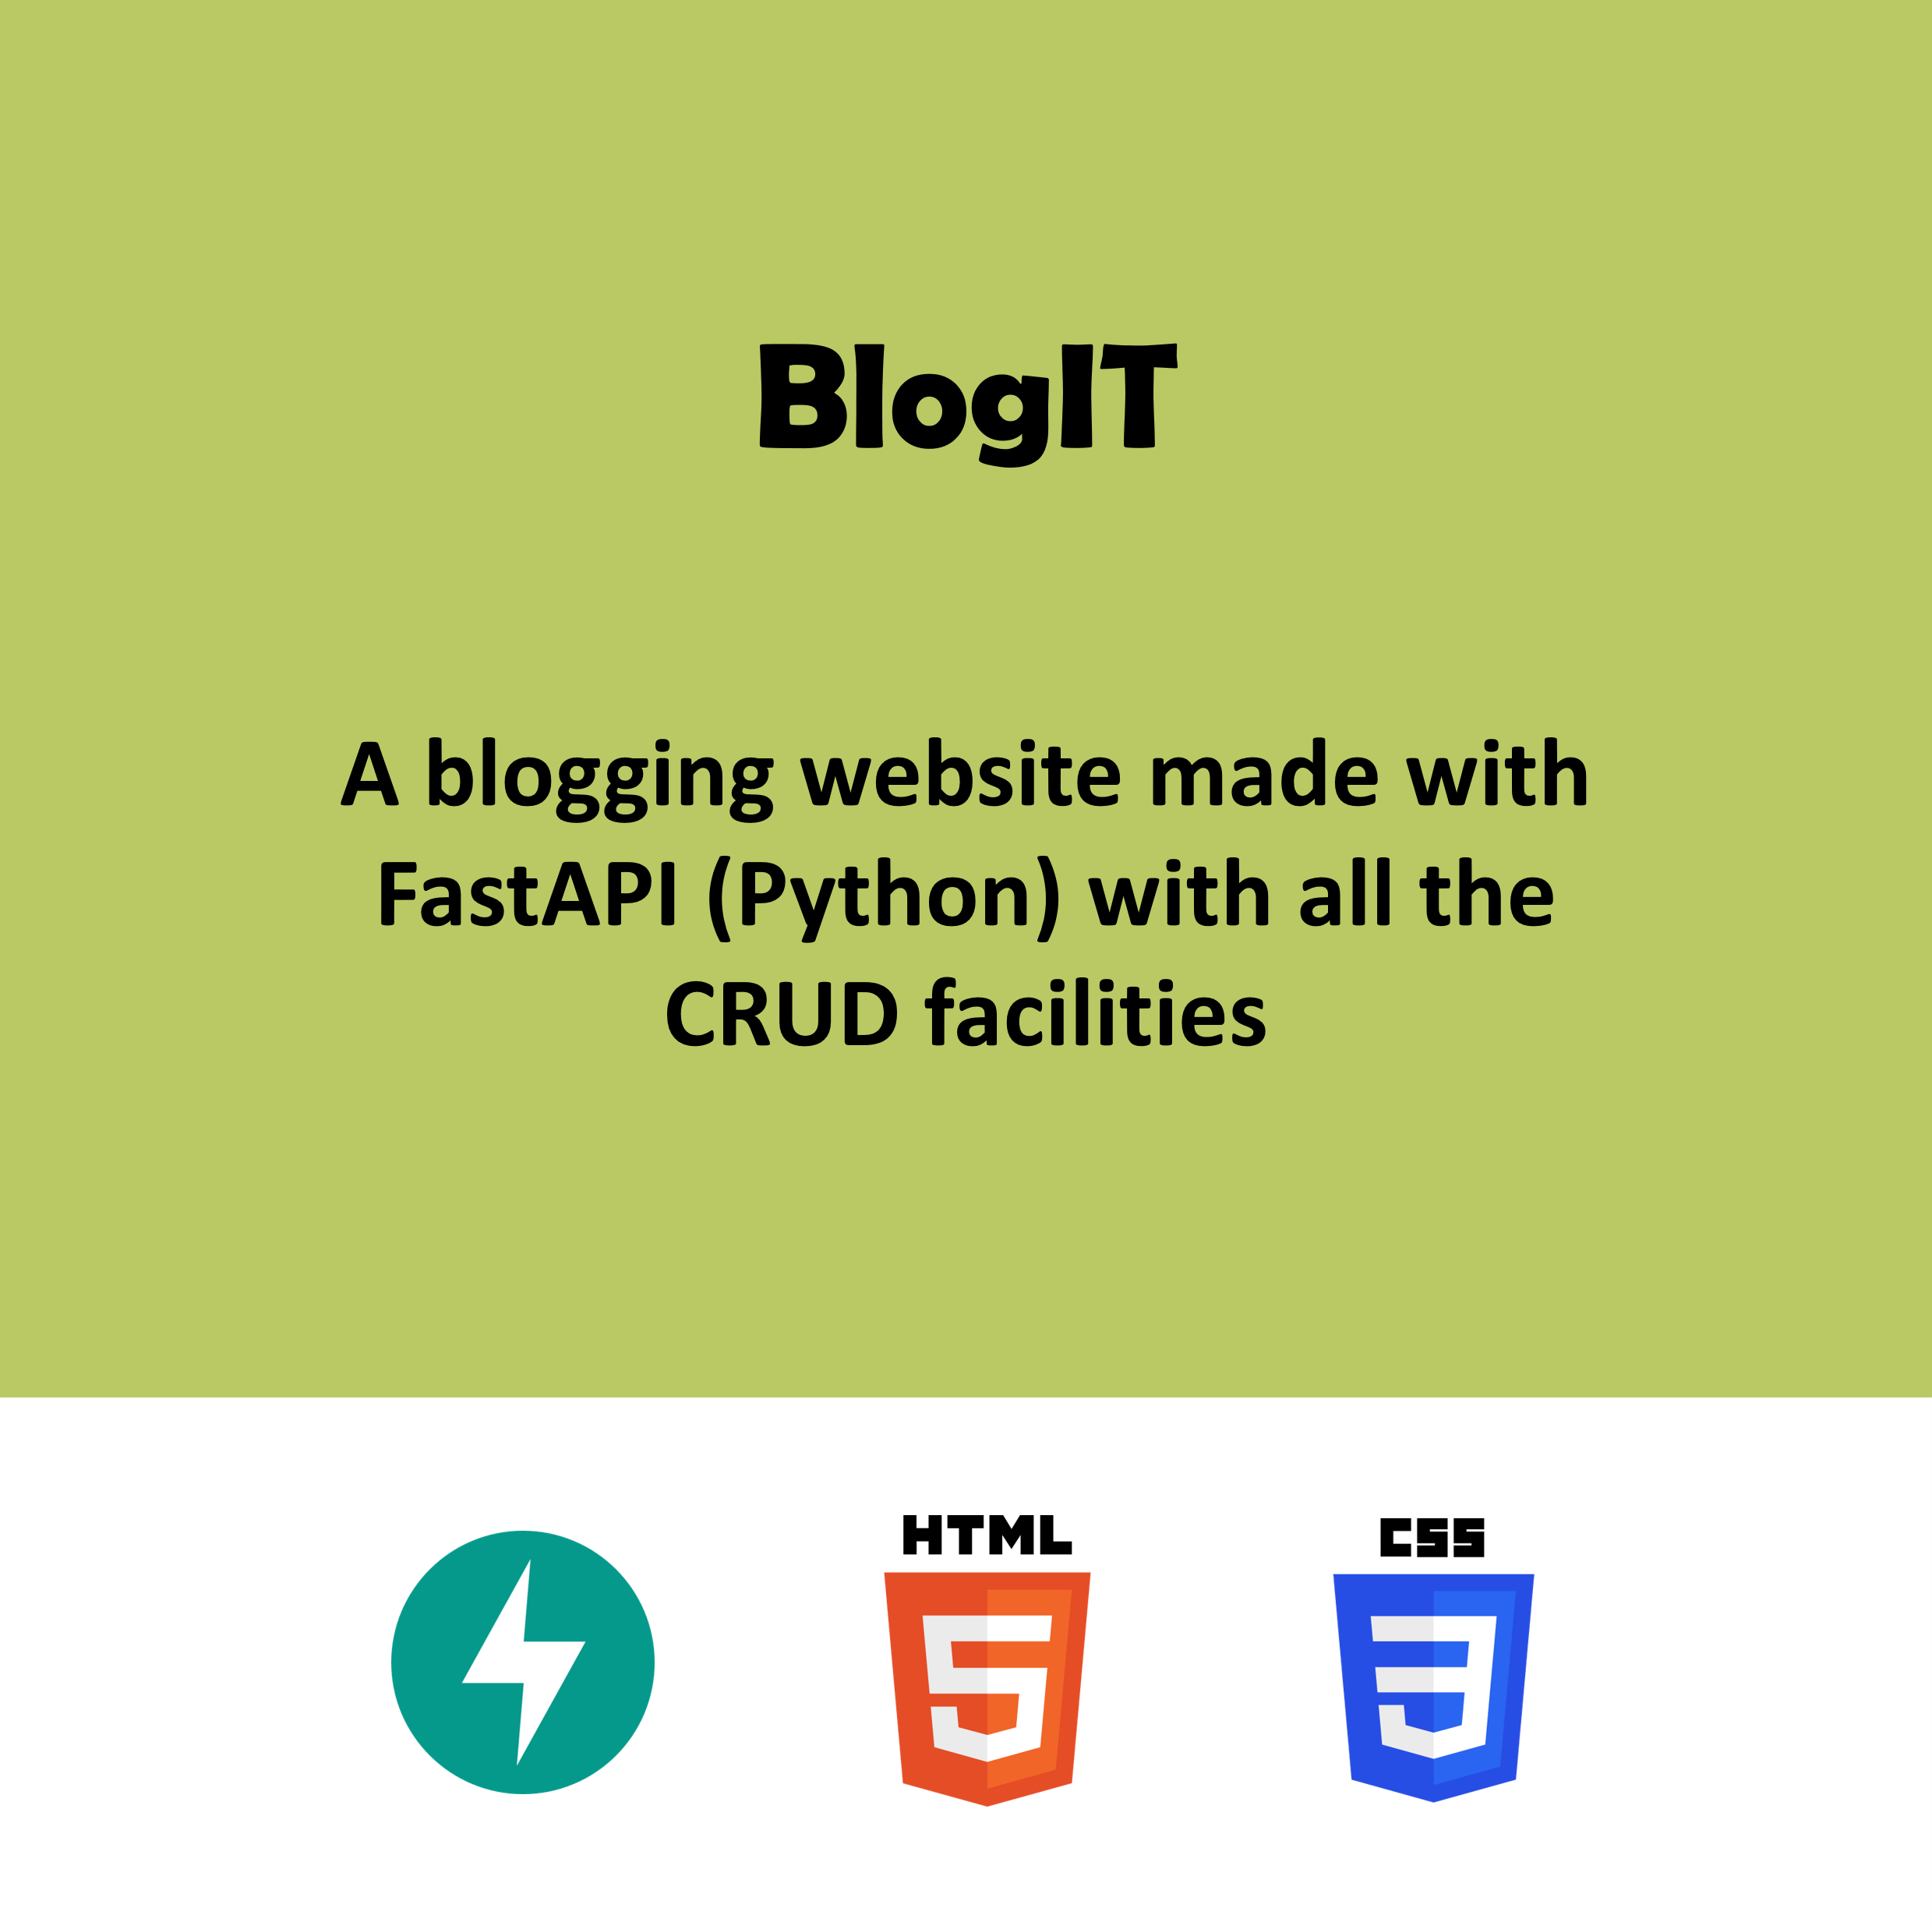 BlogIT
A blogging website made with
FastAPI (Python) with all the
CRUD facilities
HTML
CSS